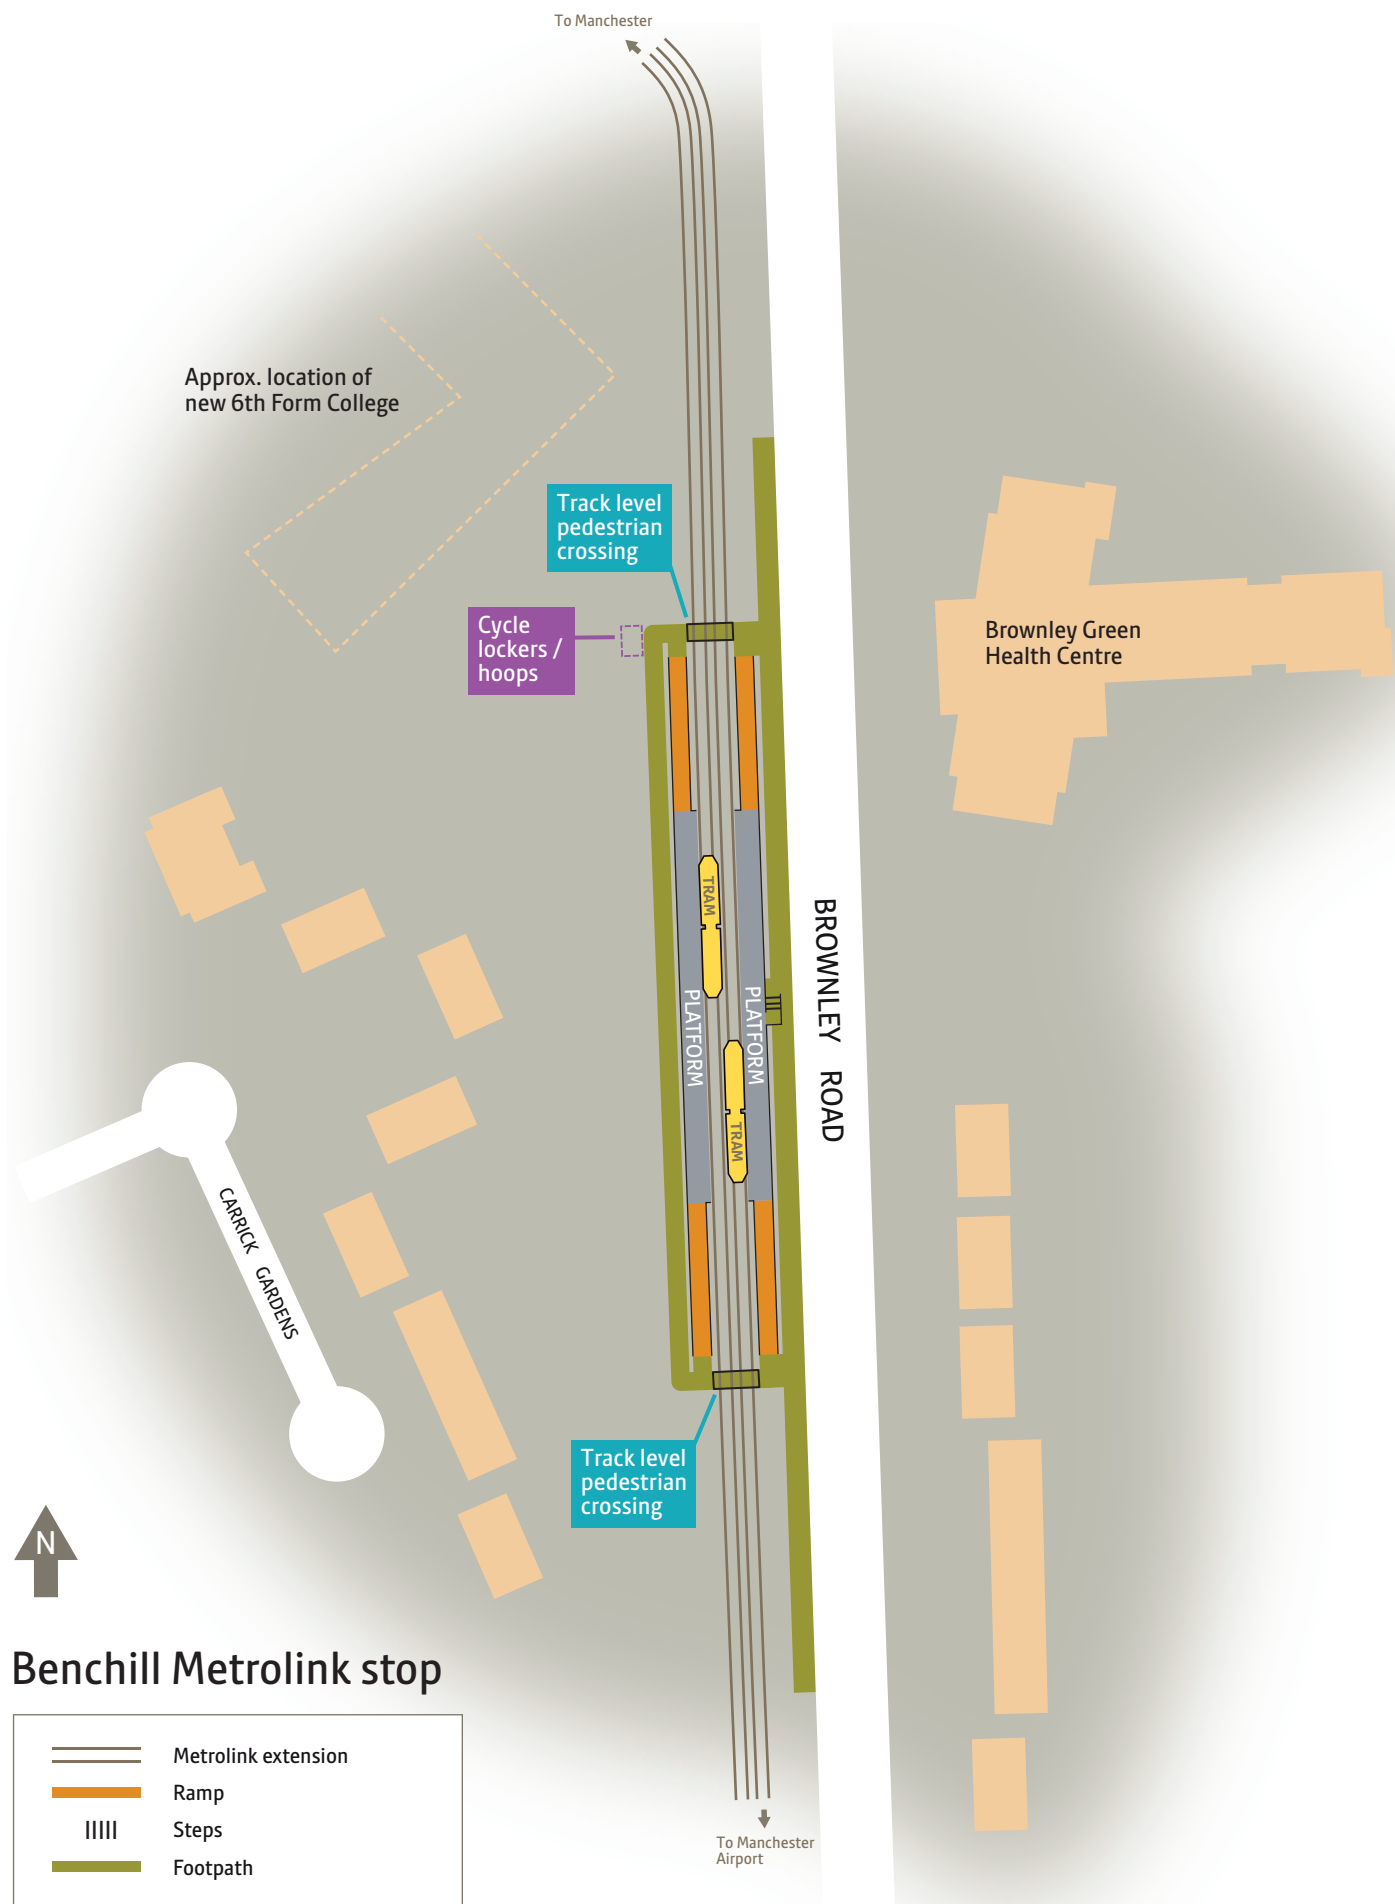 To Manchester
Approx. location of
new 6th Form College
Track level
pedestrian
crossing
Cycle
lockers /
hoops
Brownley Green
Health Centre
TRAM
PLATFORM
PLATFORM
TRAM
BROWNLEY ROAD
CARRICK GARDENS
Track level
pedestrian
crossing
N
Benchill Metrolink stop
Metrolink extension
Ramp
Steps
Footpath
To Manchester
Airport